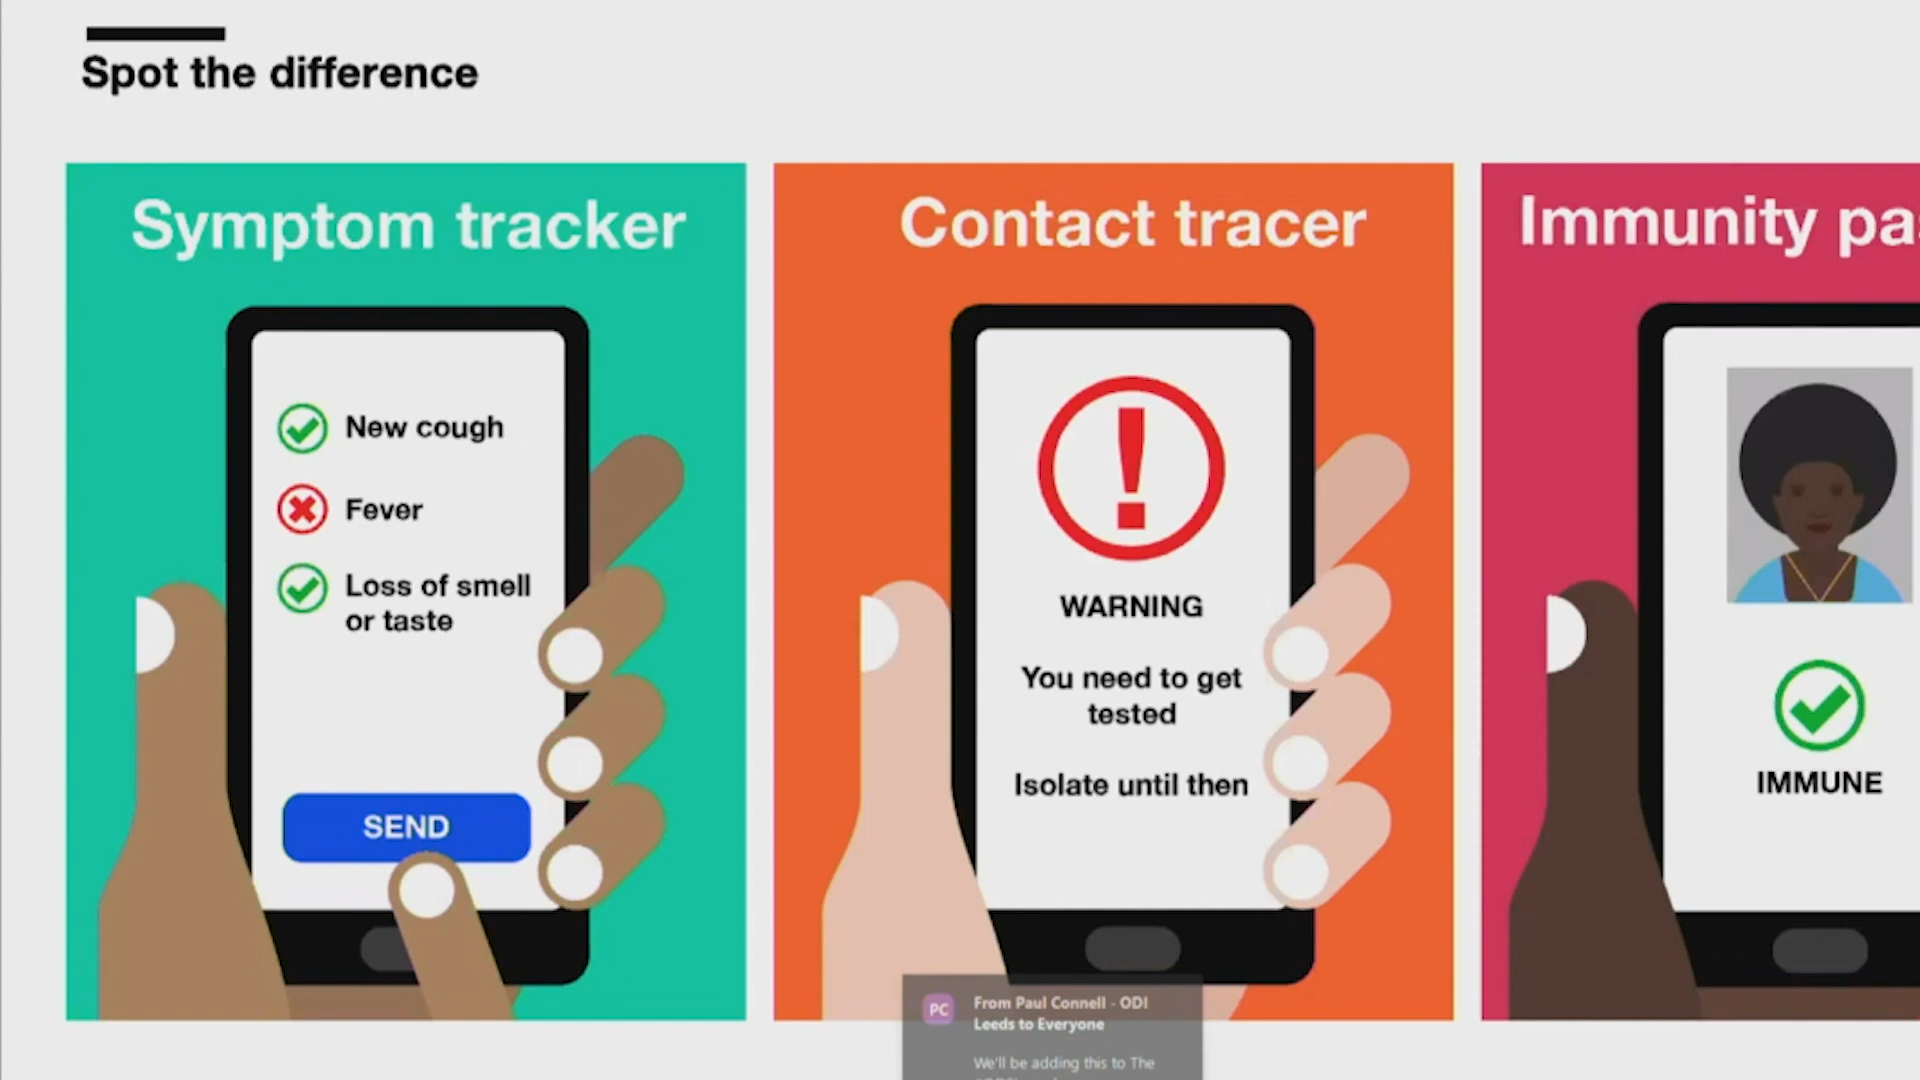 Spot the difference
Symptom tracker
New cough
Fever
Loss of smell
or taste
SEND
Contact tracer
WARNING
You need to get
tested
Isolate until then
Immunity
IMMUNE
PC
From Paul Connell - ODI
Leeds to Everyone
We'll be adding this to The